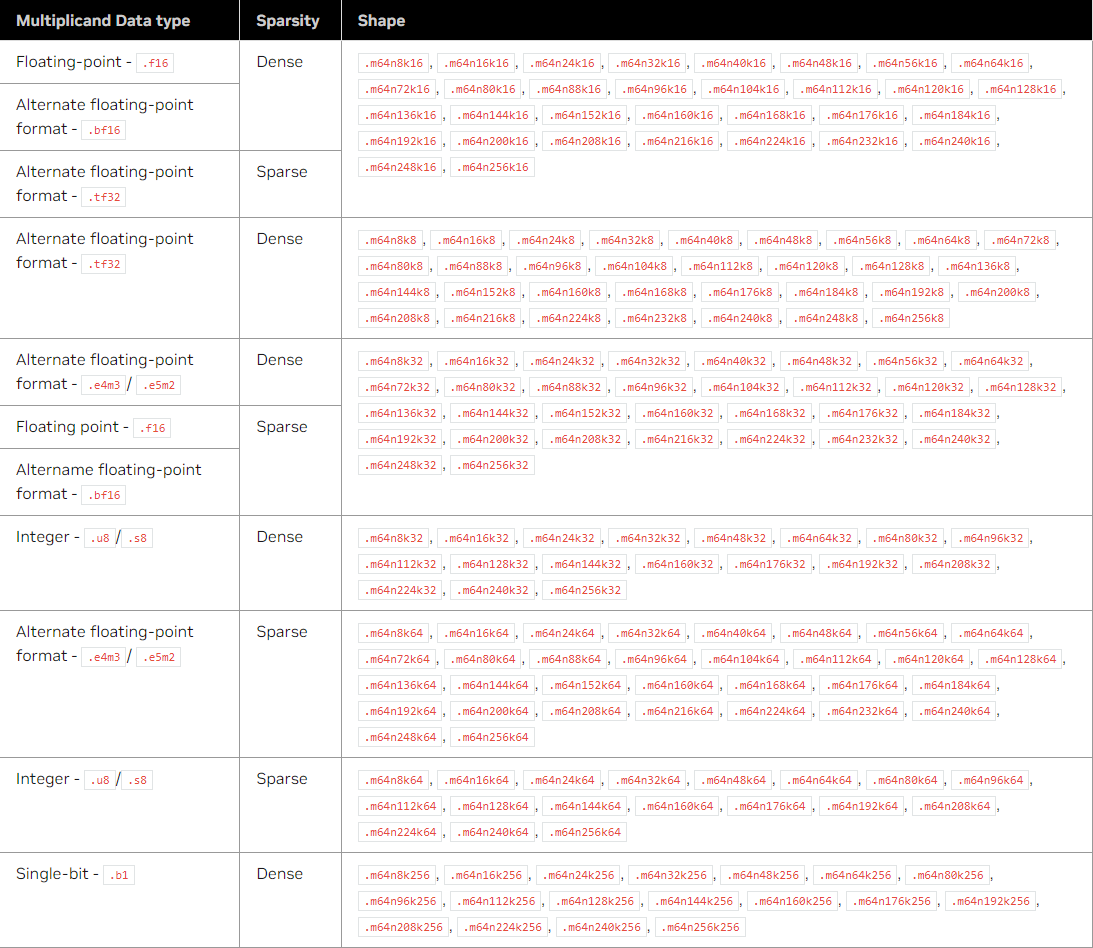 Multiplicand Data type Sparsity Shape
Floating-point - .f16 Dense .m64n8k16, .m64n16k16, .m64n24k16, .m64n32k16, .m64n40k16, .m64n48k16, .m64n56k16, .m64n64k16,
.m64n72k16, .m64n80k16, .m64n88k16, .m64n96k16, .m64n104k16, .m64n112k16, .m64n120k16, .m64n128k16,
Alternate floating-point
format - .bf16
.m64n136k16, .m64n144k16, .m64n152k16, .m64n160k16, .m64n168k16, .m64n176k16, .m64n184k16,
.m64n192k16, .m64n200k16, .m64n208k16, .m64n216k16, .m64n224k16, .m64n232k16, .m64n240k16,
.m64n248k16, .m64n256k16
Alternate floating-point Sparse
format - .tf32
Alternate floating-point Dense .m64n8k8, .m64n16k8, .m64n24k8, .m64n32k8, .m64n40k8, .m64n48k8, .m64n56k8, .m64n64k8, .m64n72k8,
format - .tf32 .m64n80k8, .m64n88k8, .m64n96k8, .m64n104k8, .m64n112k8, .m64n120k8, .m64n128k8, .m64n136k8,
.m64n144k8, .m64n152k8, .m64n160k8, .m64n168k8, .m64n176k8, .m64n184k8, .m64n192k8, .m64n200k8,
.m64n208k8, .m64n216k8, .m64n224k8, .m64n232k8, .m64n240k8, .m64n248k8, .m64n256k8
Alternate floating-point Dense .m64n8k32, .m64n16k32, .m64n24k32, .m64n32k32, .m64n40k32, .m64n48k32, .m64n56k32, .m64n64k32,
format - .e4m3/ .e5m2 .m64n72k32, .m64n80k32, .m64n88k32, .m64n96k32, .m64n104k32, .m64n112k32, .m64n120k32, .m64n128k32,
.m64n136k32, .m64n144k32, .m64n152k32, .m64n160k32, .m64n168k32, .m64n176k32, .m64n184k32,
Floating point - .f16 Sparse .m64n192k32, .m64n200k32, .m64n208k32, .m64n216k32, .m64n224k32, .m64n232k32, .m64n240k32,
.m64n248k32, .m64n256k32
Altername floating-point
format - .bf16
Integer - .u8/.s8 Dense .m64n8k32, .m64n16k32, .m64n24k32, .m64n32k32, .m64n48k32, .m64n64k32, .m64n80k32, .m64n96k32,
.m64n112k32, .m64n128k32, .m64n144k32, .m64n160k32, .m64n176k32, .m64n192k32, .m64n208k32,
.m64n224k32, .m64n240k32, .m64n256k32
Alternate floating-point Sparse .m64n8k64, .m64n16k64, .m64n24k64, .m64n32k64, .m64n40k64, .m64n48k64, .m64n56k64, .m64n64k64,
format - .e4m3/ .e5m2 .m64n72k64, .m64n80k64, .m64n88k64, .m64n96k64, .m64n104k64, .m64n112k64, .m64n120k64, .m64n128k64,
.m64n136k64, .m64n144k64, .m64n152k64, .m64n160k64, .m64n168k64, .m64n176k64, .m64n184k64,
.m64n192k64, .m64n200k64, .m64n208k64, .m64n216k64, .m64n224k64, .m64n232k64, .m64n240k64,
.m64n248k64, .m64n256k64
Integer - .u8/.s8 Sparse .m64n8k64, .m64n16k64, .m64n24k64, .m64n32k64, .m64n48k64, .m64n64k64, .m64n80k64, .m64n96k64,
.m64n112k64, .m64n128k64, .m64n144k64, .m64n160k64, .m64n176k64, .m64n192k64, .m64n208k64,
.m64n224k64, .m64n240k64, .m64n256k64
Single-bit - .b1 Dense .m64n8k256, .m64n16k256, .m64n24k256, .m64n32k256, .m64n48k256, .m64n64k256, .m64n80k256,
.m64n96k256, .m64n112k256, .m64n128k256, .m64n144k256, .m64n160k256, .m64n176k256, .m64n192k256,
.m64n208k256, .m64n224k256, .m64n240k256, .m64n256k256